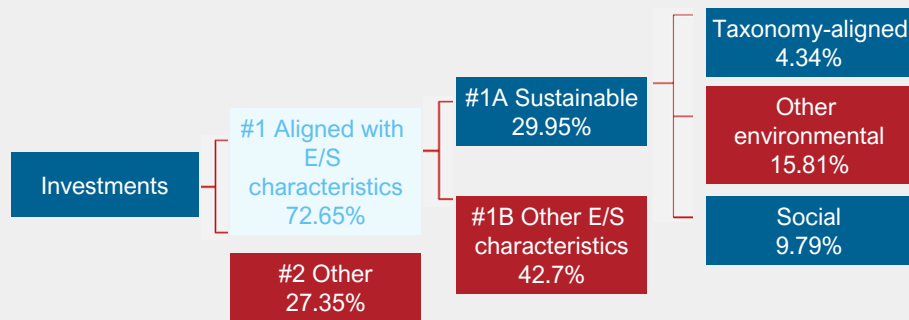 Investments
#1 Aligned with
E/S
characteristics
72.65%
#2 Other
27.35%
#1A Sustainable
29.95%
#1B Other E/S
characteristics
42.7%
Taxonomy-aligned
4.34%
Other
environmental
15.81%
Social
9.79%